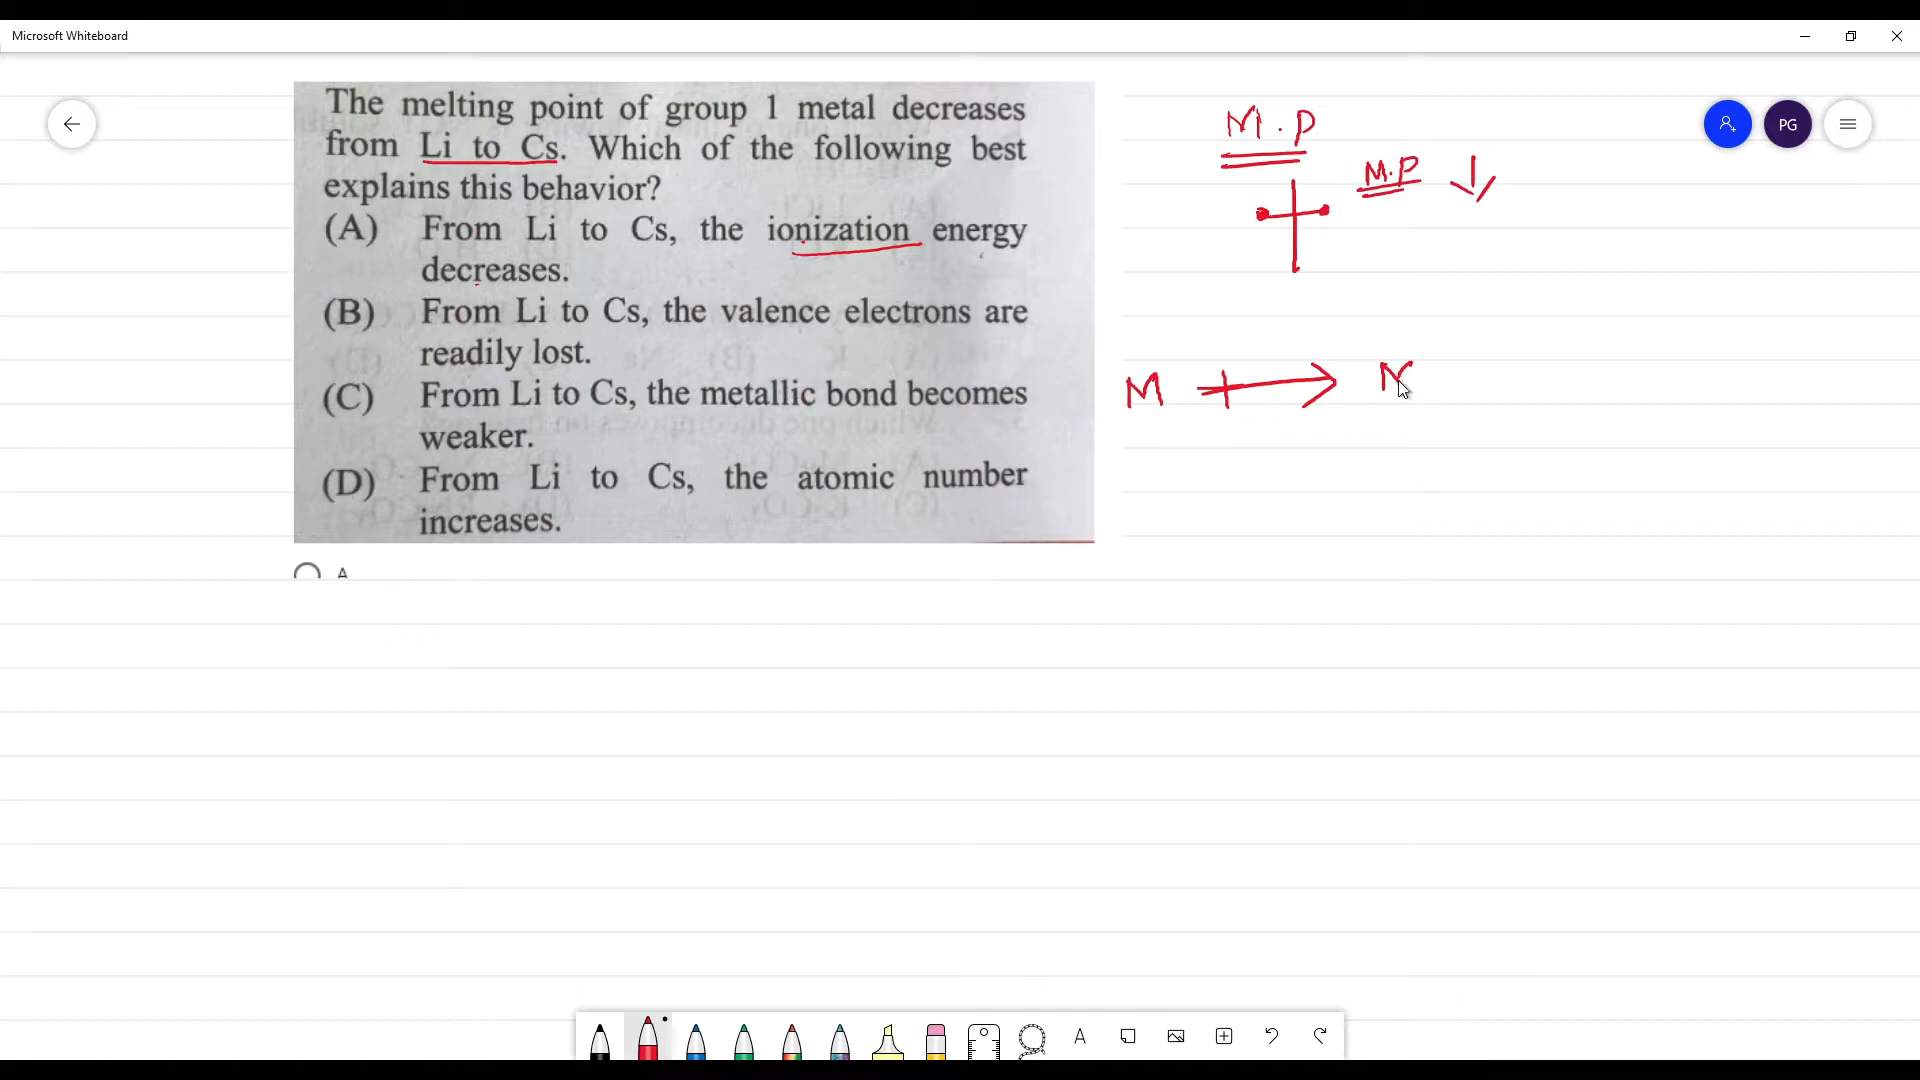 Microsoft Whiteboard
The melting point of group 1 metal decreases
from Li to Cs. Which of the following best
explains this behavior?
(A) From Li to Cs, the ionization energy
decreases.
(B) From Li to Cs, the valence electrons are
readily lost.
(C) From Li to Cs, the metallic bond becomes
weaker.
(D) From Li to Cs, the atomic number
increases.
A
M.P
M.P ↓
M
PG
A